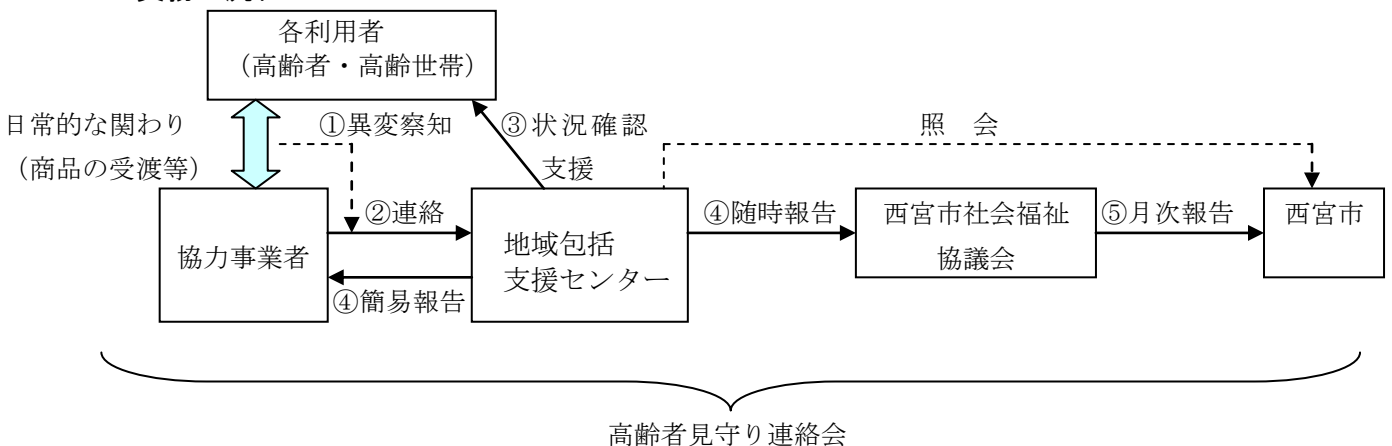 各利用者
（高齢者・高齢世帯）
日常的な関わり
（商品の受渡等）
①異変察知
③状況確認
支援
照　会
協力事業者
②連絡
④簡易報告
地域包括
支援センター
④随時報告
西宮市社会福祉
協議会
⑤月次報告
西宮市
高齢者見守り連絡会